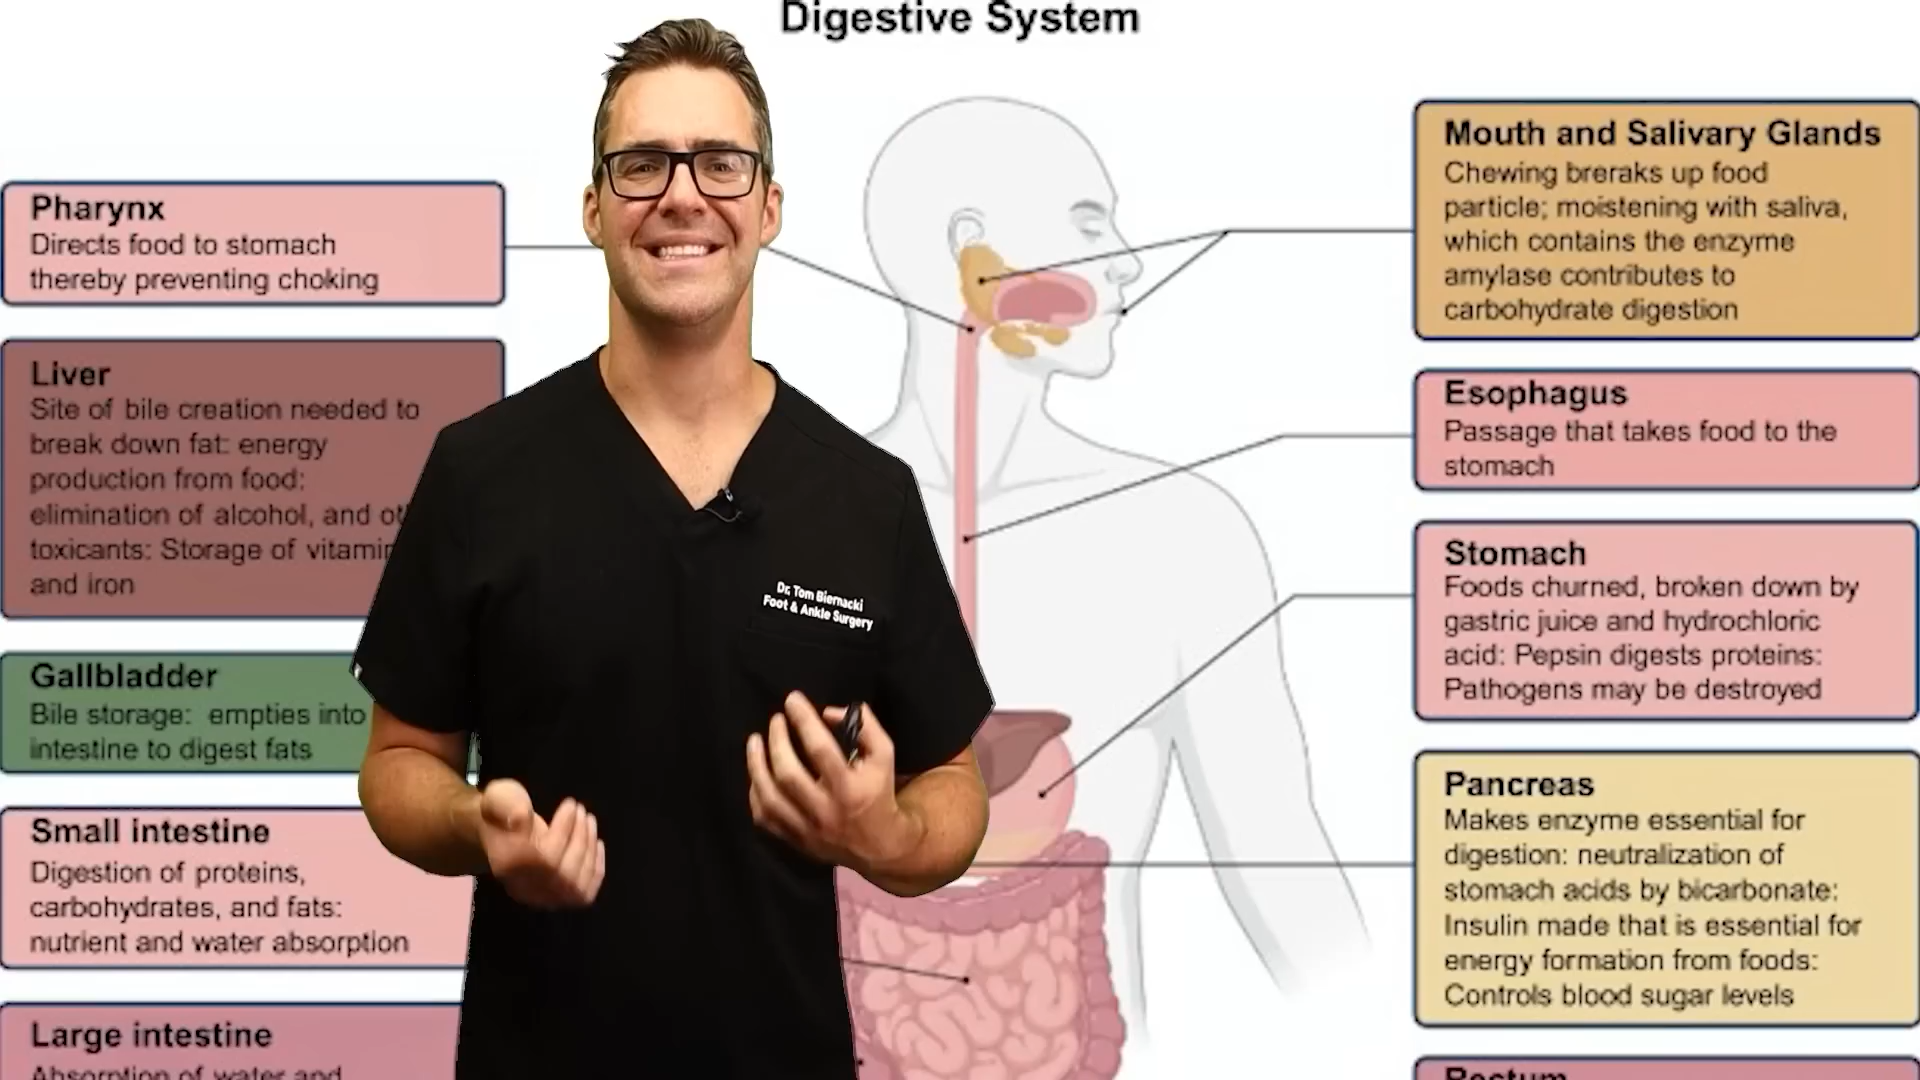 Digestive System
Pharynx
Directs food to stomach
thereby preventing choking
Liver
Site of bile creation needed to
break down fat: energy
production from food:
elimination of alcohol, and
toxicants: Storage of
and iron
Gallbladder
Bile storage: empties into
intestine to digest fats
Small intestine
Digestion of proteins,
carbohydrates, and fats:
nutrient and water absorption
Large intestine
Absorption of water and
Dr. Tom Biernacki
Foot & Ankle Surgery
Mouth and Salivary Glands
Chewing breraks up food
particle; moistening with saliva,
which contains the enzyme
amylase contributes to
carbohydrate digestion
Esophagus
Passage that takes food to the
stomach
Stomach
Foods churned, broken down by
gastric juice and hydrochloric
acid: Pepsin digests proteins:
Pathogens may be destroyed
Pancreas
Makes enzyme essential for
digestion: neutralization of
stomach acids by bicarbonate:
Insulin made that is essential for
energy formation from foods:
Controls blood sugar levels
Rectum